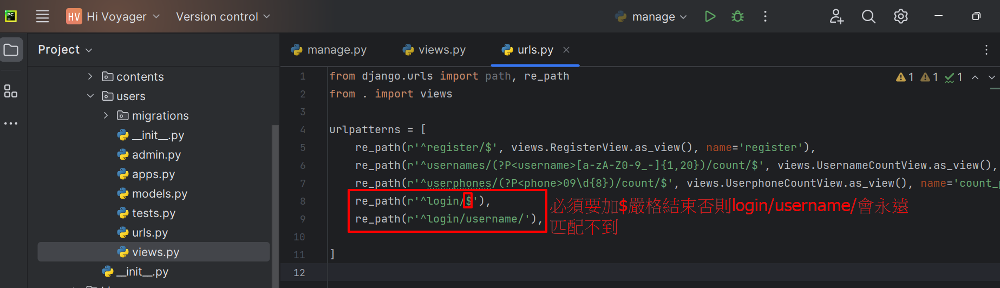 PC
HV Hi Voyager Version control manage
Project manage.py views.py urls.py
contents
users
migrations
__init__.py
admin.py
apps.py
models.py
tests.py
urls.py
views.py
__init__.py
1 from django.urls import path, re_path
1 1 1
2 from . import views
3
4 urlpatterns = [
5 re_path(r'^register/$', views.RegisterView.as_view(), name='register'),
6 re_path(r'^usernames/(?P<username>[a-zA-Z0-9_-]{1,20})/count/$', views.UsernameCountView.as_view(),
7 re_path(r'^userphones/(?P<phone>09\d{8})/count/$', views.UserphoneCountView.as_view(), name='count_
8 re_path(r'^login/$'),
9 re_path(r'^login/username/'),
10
11 ]
12
必須要加$嚴格結束否則login/username/會永遠
匹配不到